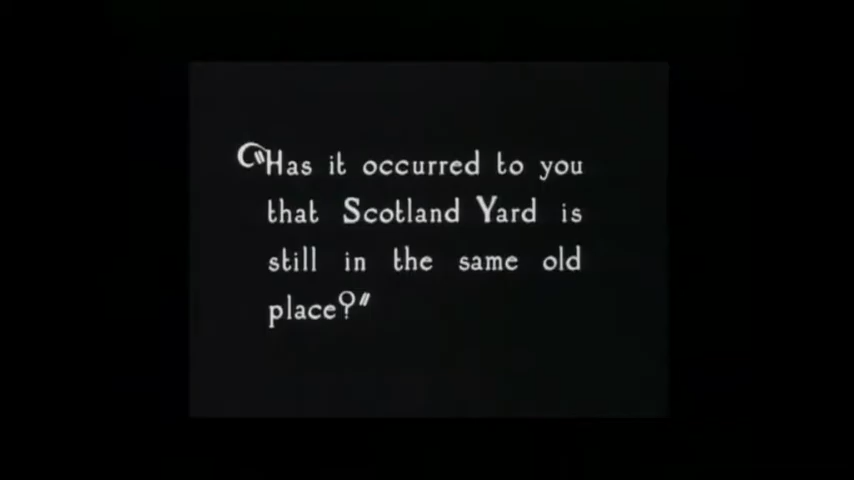 "Has it occurred to you
that Scotland Yard is
still in the same old
place?"